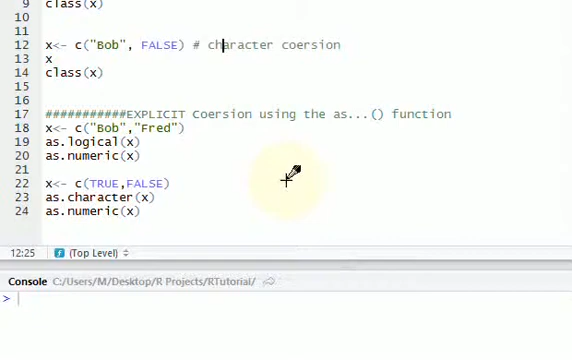 9 class(x)
10
11
12 x<- c("Bob", FALSE) # character coersion
13 x
14 class(x)
15
16
17 ###########EXPLICIT Coersion using the as...() function
18 x<- c("Bob","Fred")
19 as.logical(x)
20 as.numeric(x)
21
22 x<- c(TRUE,FALSE)
23 as.character(x)
24 as.numeric(x)
12:25 (Top Level)
Console C:/Users/M/Desktop/R Projects/RTutorial/
>